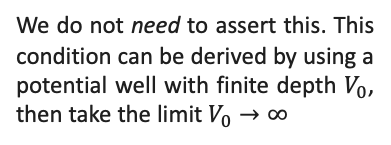 We do not need to assert this. This
condition can be derived by using a
potential well with finite depth V₀,
then take the limit V₀ → ∞